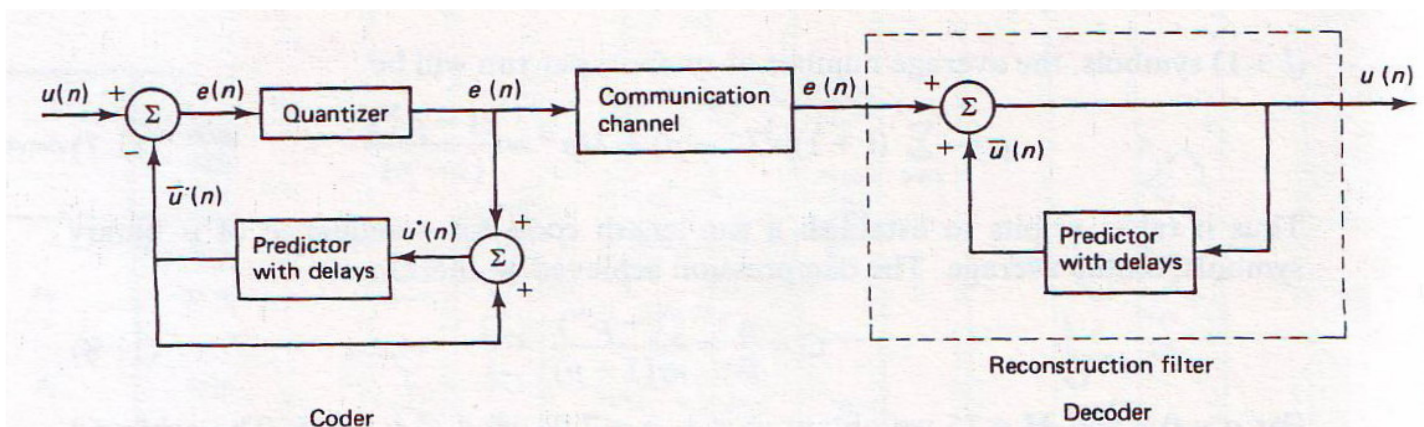 u(n)
+
Σ
−
e(n)
Quantizer
e (n)
Communication
channel
e (n)
+
Σ
+
u (n)
u̅ (n)
u̅˙(n)
Predictor
with delays
u˙(n)
+
Σ
+
Predictor
with delays
Reconstruction filter
Coder
Decoder